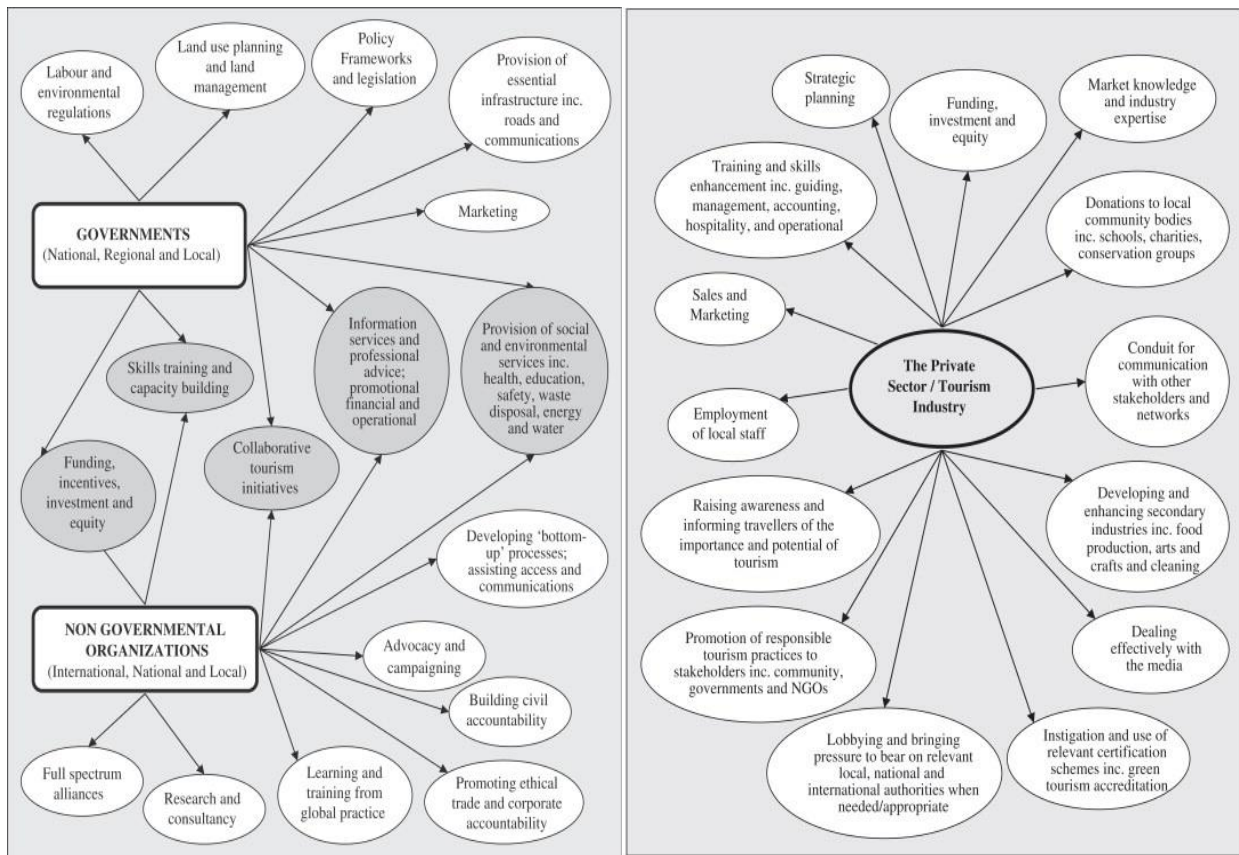 Labour and
environmental
regulations
Land use planning
and land
management
Policy
Frameworks
and legislation
Provision of
essential
infrastructure inc.
roads and
communications
Marketing
GOVERNMENTS
(National, Regional and Local)
Information
services and
professional
advice;
promotional
financial and
operational
Provision of social
and environmental
services inc.
health, education,
safety, waste
disposal, energy
and water
Skills training and
capacity building
Collaborative
tourism
initiatives
Funding,
incentives,
investment and
equity
Developing ‘bottom-
up’ processes;
assisting access and
communications
NON GOVERNMENTAL
ORGANIZATIONS
(International, National and Local)
Advocacy and
campaigning
Building civil
accountability
Full spectrum
alliances
Research and
consultancy
Learning and
training from
global practice
Promoting ethical
trade and corporate
accountability
Strategic
planning
Funding,
investment and
equity
Market knowledge
and industry
expertise
Training and skills
enhancement inc. guiding,
management, accounting,
hospitality, and operational
Donations to local
community bodies
inc. schools, charities,
conservation groups
Sales and
Marketing
The Private
Sector / Tourism
Industry
Conduit for
communication
with other
stakeholders and
networks
Employment
of local staff
Raising awareness and
informing travellers of the
importance and potential of
tourism
Developing and
enhancing secondary
industries inc. food
production, arts and
crafts and cleaning
Promotion of responsible
tourism practices to
stakeholders inc. community,
governments and NGOs
Dealing
effectively with
the media
Lobbying and bringing
pressure to bear on relevant
local, national and
international authorities when
needed/appropriate
Instigation and use of
relevant certification
schemes inc. green
tourism accreditation